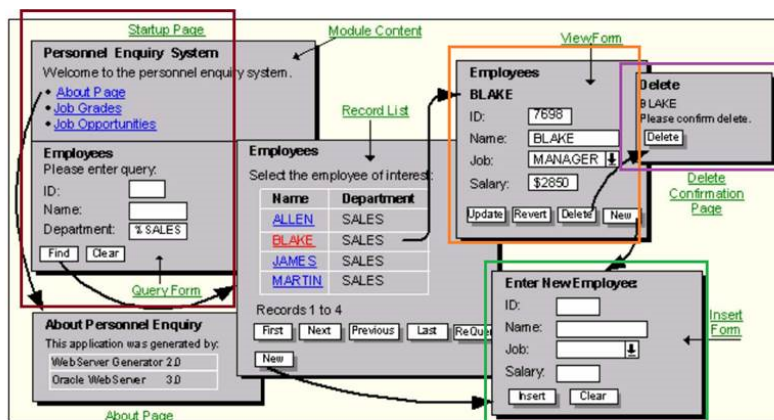 Startup Page
Module Content
Personnel Enquiry System
Welcome to the personnel enquiry system.
• About Page
• Job Grades
• Job Opportunities
Employees
Please enter query:
ID:
Name:
Department: %SALES
Find Clear
Query Form
About Personnel Enquiry
This application was generated by:
WebServer Generator 2.0
Oracle WebServer 3.0
About Page
Record List
Employees
Select the employee of interest:
Name Department
ALLEN SALES
BLAKE SALES
JAMES SALES
MARTIN SALES
Records 1 to 4
First Next Previous Last ReQuer
New
ViewForm
Employees
BLAKE
ID: 7698
Name: BLAKE
Job: MANAGER
Salary: $2850
Update Revert Delete New
Delete
BLAKE
Please confirm delete.
Delete
Delete
Confirmation
Page
Enter New Employee:
ID:
Name:
Job:
Salary:
Insert Clear
Insert
Form